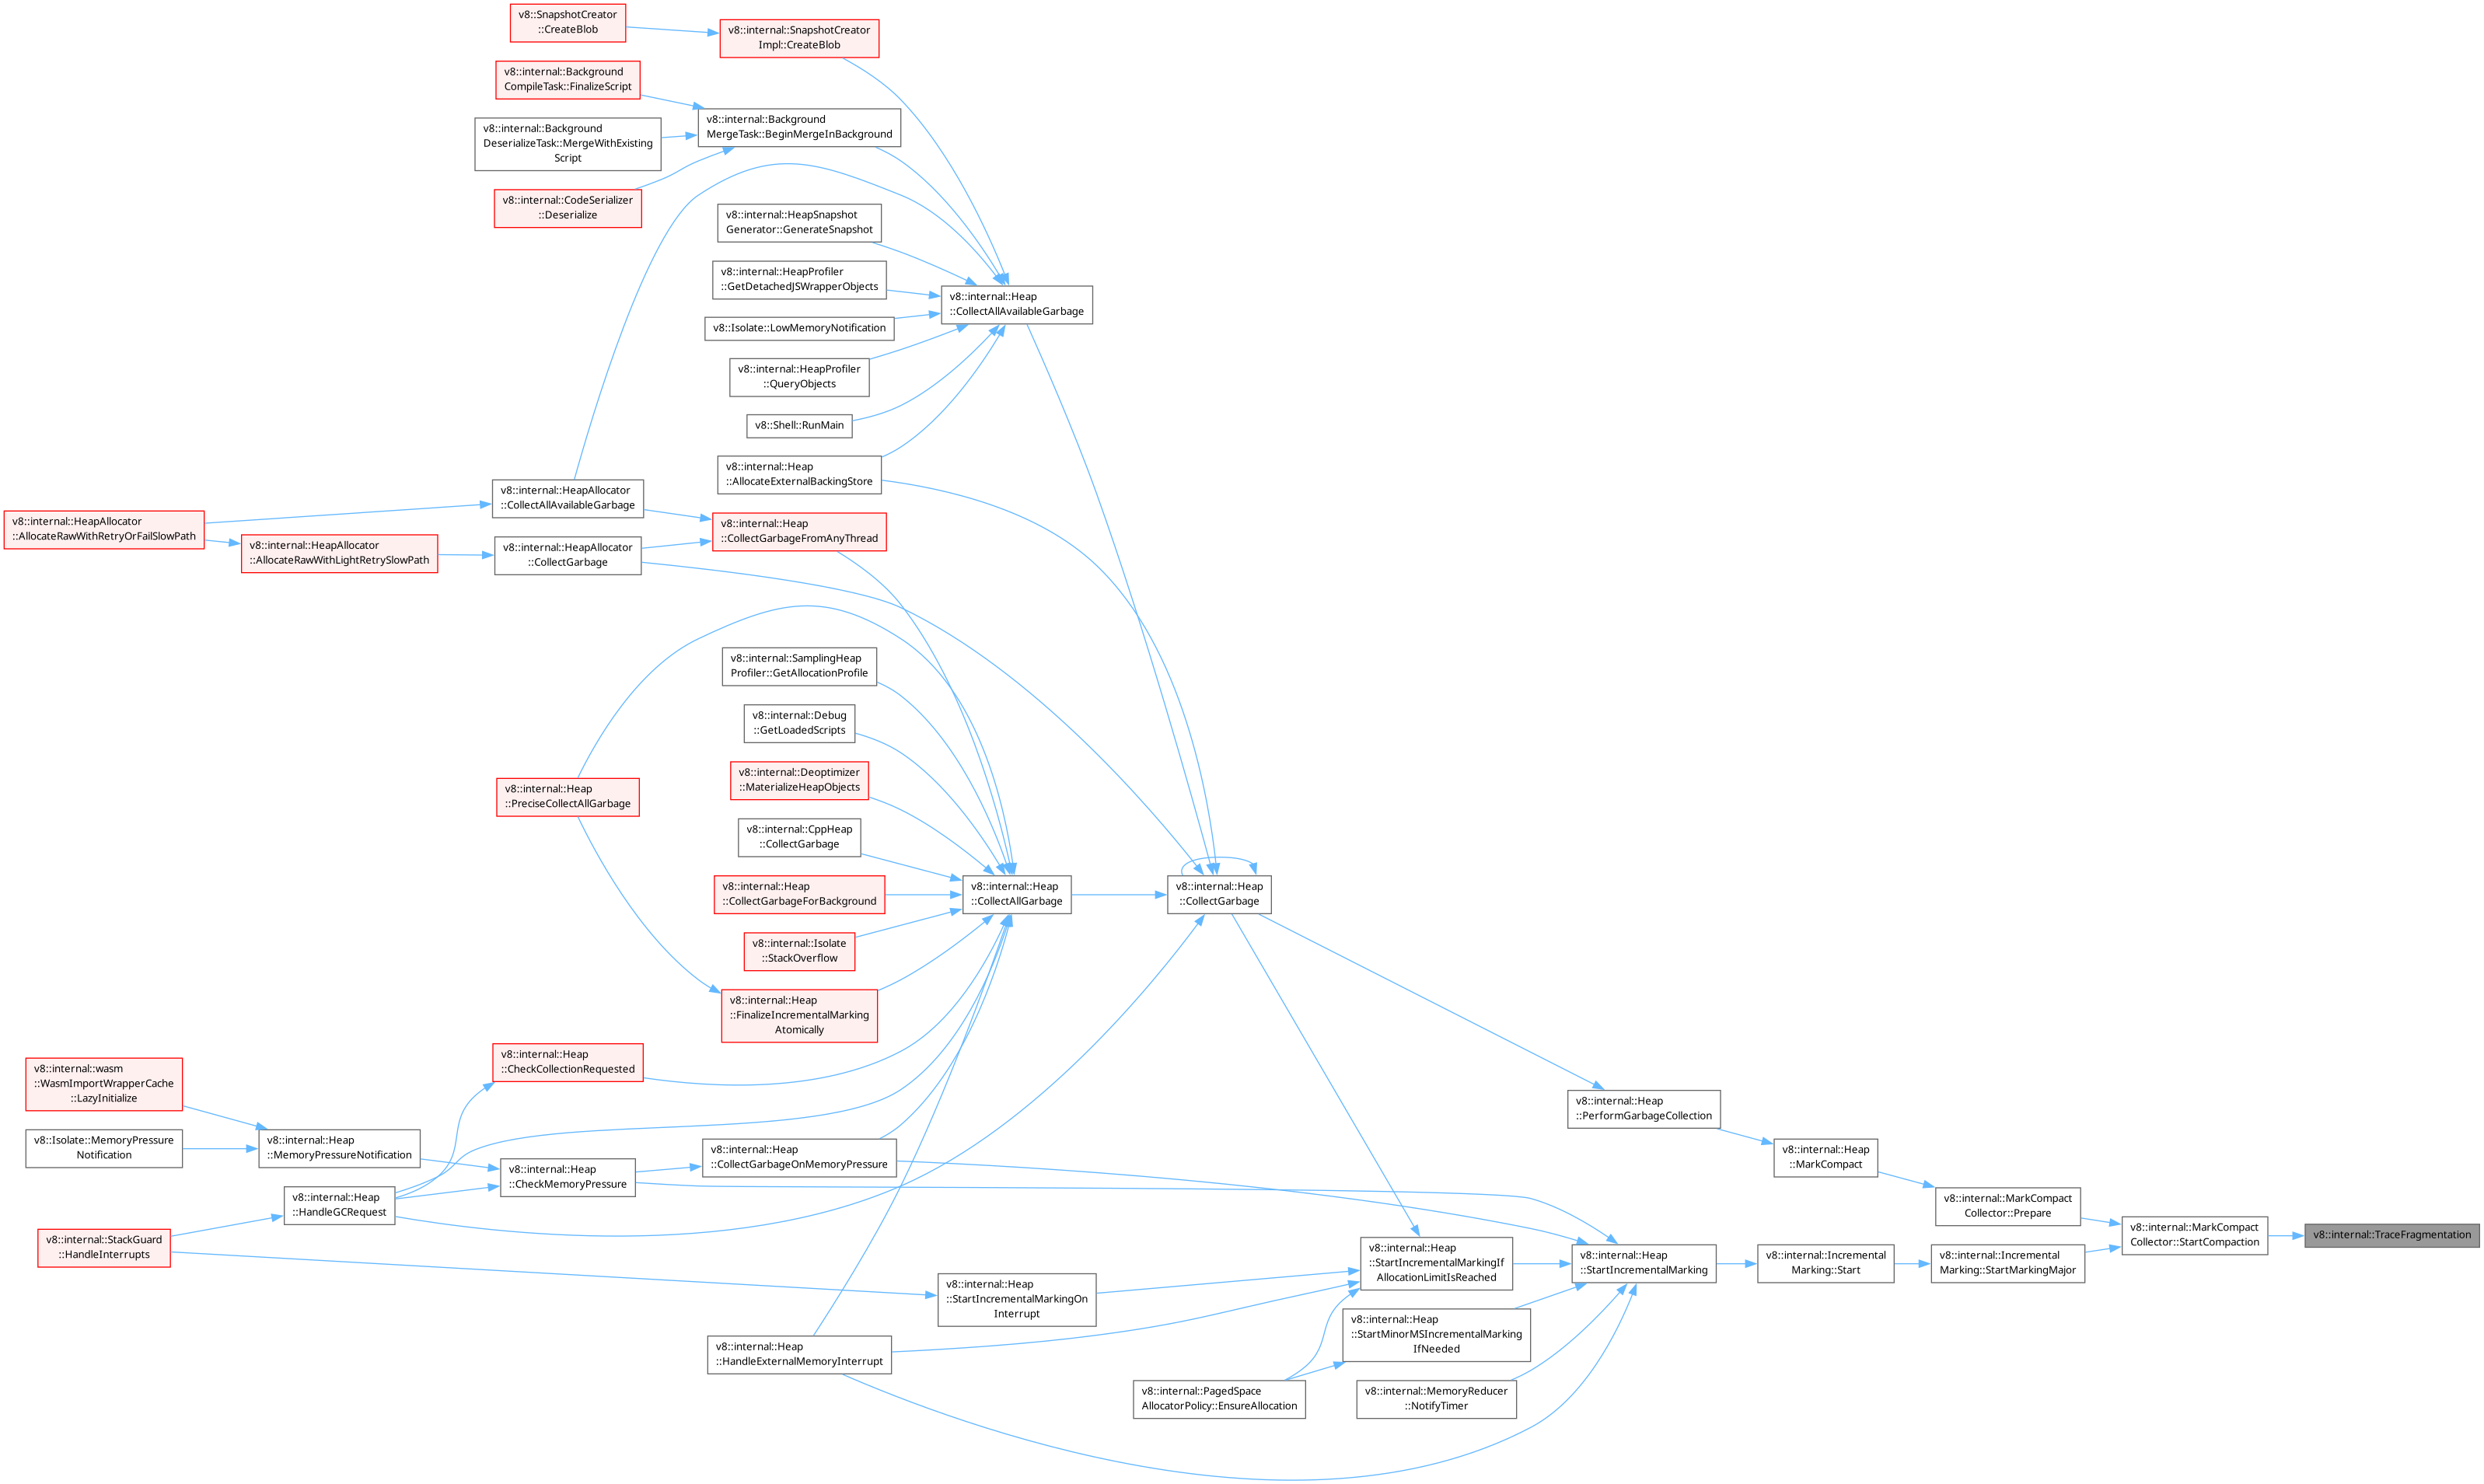 v8::SnapshotCreator
::CreateBlob
v8::internal::SnapshotCreator
Impl::CreateBlob
v8::internal::Background
CompileTask::FinalizeScript
v8::internal::Background
MergeTask::BeginMergeInBackground
v8::internal::Background
DeserializeTask::MergeWithExisting
Script
v8::internal::CodeSerializer
::Deserialize
v8::internal::HeapSnapshot
Generator::GenerateSnapshot
v8::internal::HeapProfiler
::GetDetachedJSWrapperObjects
v8::internal::Heap
::CollectAllAvailableGarbage
v8::Isolate::LowMemoryNotification
v8::internal::HeapProfiler
::QueryObjects
v8::Shell::RunMain
v8::internal::Heap
::AllocateExternalBackingStore
v8::internal::HeapAllocator
::CollectAllAvailableGarbage
v8::internal::HeapAllocator
::AllocateRawWithRetryOrFailSlowPath
v8::internal::Heap
::CollectGarbageFromAnyThread
v8::internal::HeapAllocator
::AllocateRawWithLightRetrySlowPath
v8::internal::HeapAllocator
::CollectGarbage
v8::internal::SamplingHeap
Profiler::GetAllocationProfile
v8::internal::Debug
::GetLoadedScripts
v8::internal::Deoptimizer
::MaterializeHeapObjects
v8::internal::Heap
::PreciseCollectAllGarbage
v8::internal::CppHeap
::CollectGarbage
v8::internal::Heap
::CollectGarbageForBackground
v8::internal::Heap
::CollectAllGarbage
v8::internal::Heap
::CollectGarbage
v8::internal::Isolate
::StackOverflow
v8::internal::Heap
::FinalizeIncrementalMarking
Atomically
v8::internal::Heap
::CheckCollectionRequested
v8::internal::wasm
::WasmImportWrapperCache
::LazyInitialize
v8::internal::Heap
::PerformGarbageCollection
v8::Isolate::MemoryPressure
Notification
v8::internal::Heap
::MemoryPressureNotification
v8::internal::Heap
::CollectGarbageOnMemoryPressure
v8::internal::Heap
::MarkCompact
v8::internal::Heap
::CheckMemoryPressure
v8::internal::Heap
::HandleGCRequest
v8::internal::MarkCompact
Collector::Prepare
v8::internal::StackGuard
::HandleInterrupts
v8::internal::MarkCompact
Collector::StartCompaction
v8::internal::TraceFragmentation
v8::internal::Heap
::StartIncrementalMarkingIf
AllocationLimitIsReached
v8::internal::Heap
::StartIncrementalMarking
v8::internal::Incremental
Marking::Start
v8::internal::Incremental
Marking::StartMarkingMajor
v8::internal::Heap
::StartIncrementalMarkingOn
Interrupt
v8::internal::Heap
::StartMinorMSIncrementalMarking
IfNeeded
v8::internal::Heap
::HandleExternalMemoryInterrupt
v8::internal::PagedSpace
AllocatorPolicy::EnsureAllocation
v8::internal::MemoryReducer
::NotifyTimer